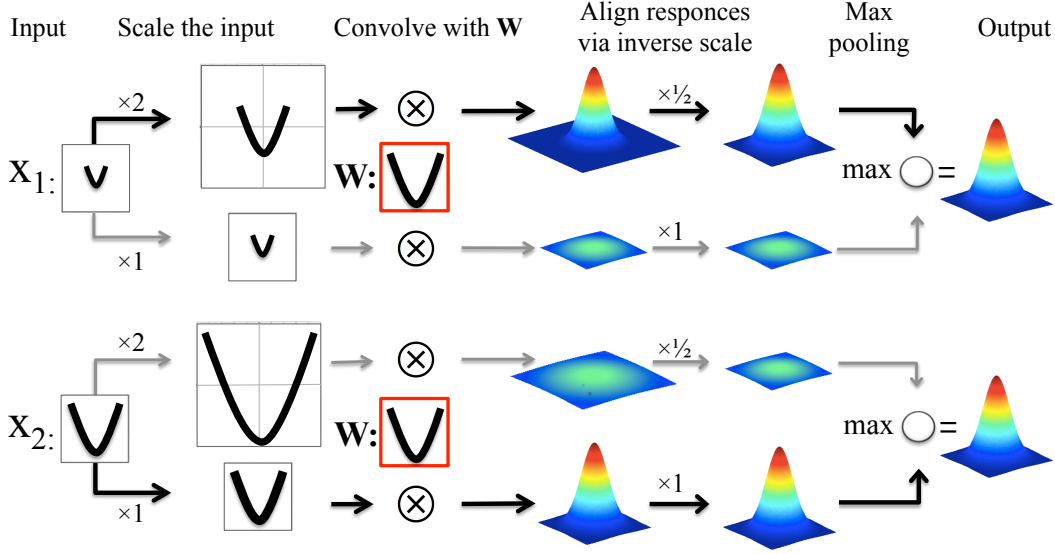 Input
Scale the input
Convolve with W
Align responces
via inverse scale
Max
pooling
Output
×2
×½
X1:
W:
max
=
×1
×1
×2
×½
X2:
W:
max
=
×1
×1